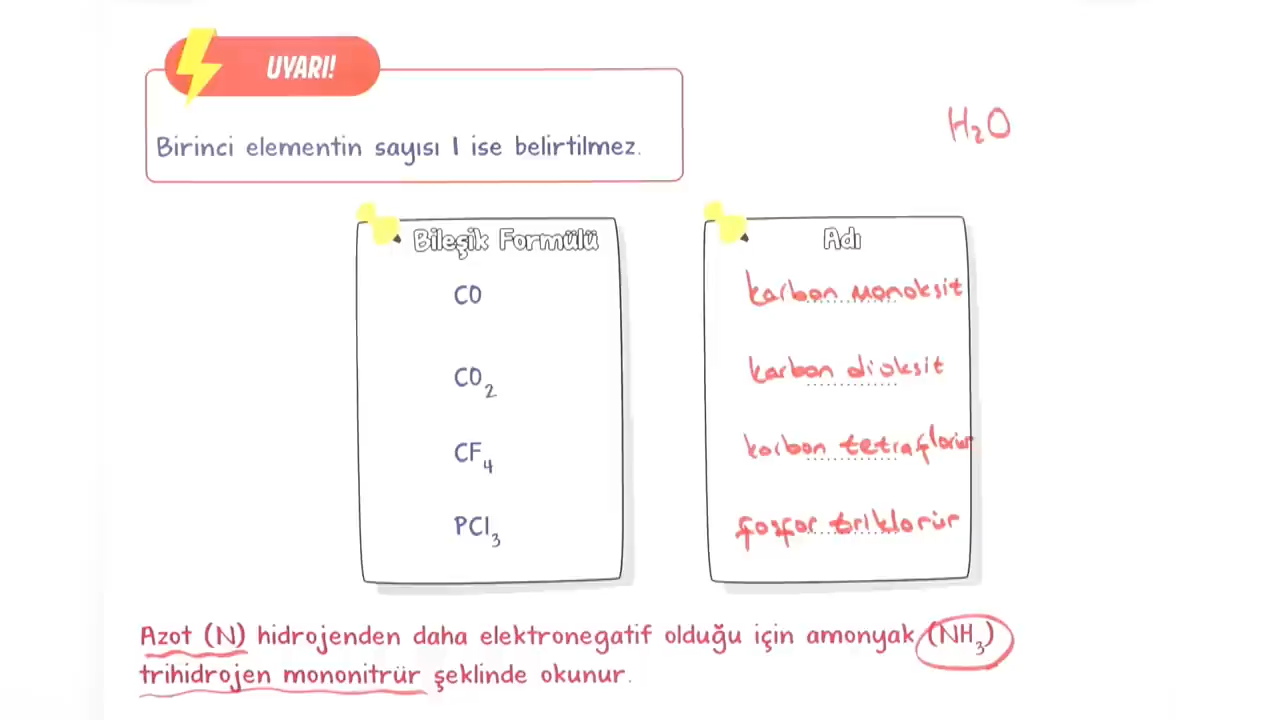 UYARI!
Birinci elementin sayısı 1 ise belirtilmez.
H₂O
Bileşik Formülü
CO
CO₂
CF₄
PCl₃
Adı
karbon monoksit
karbon dioksit
karbon tetraflorür
fosfor triklorür
Azot (N) hidrojenden daha elektronegatif olduğu için amonyak (NH₃)
trihidrojen mononitrür şeklinde okunur.